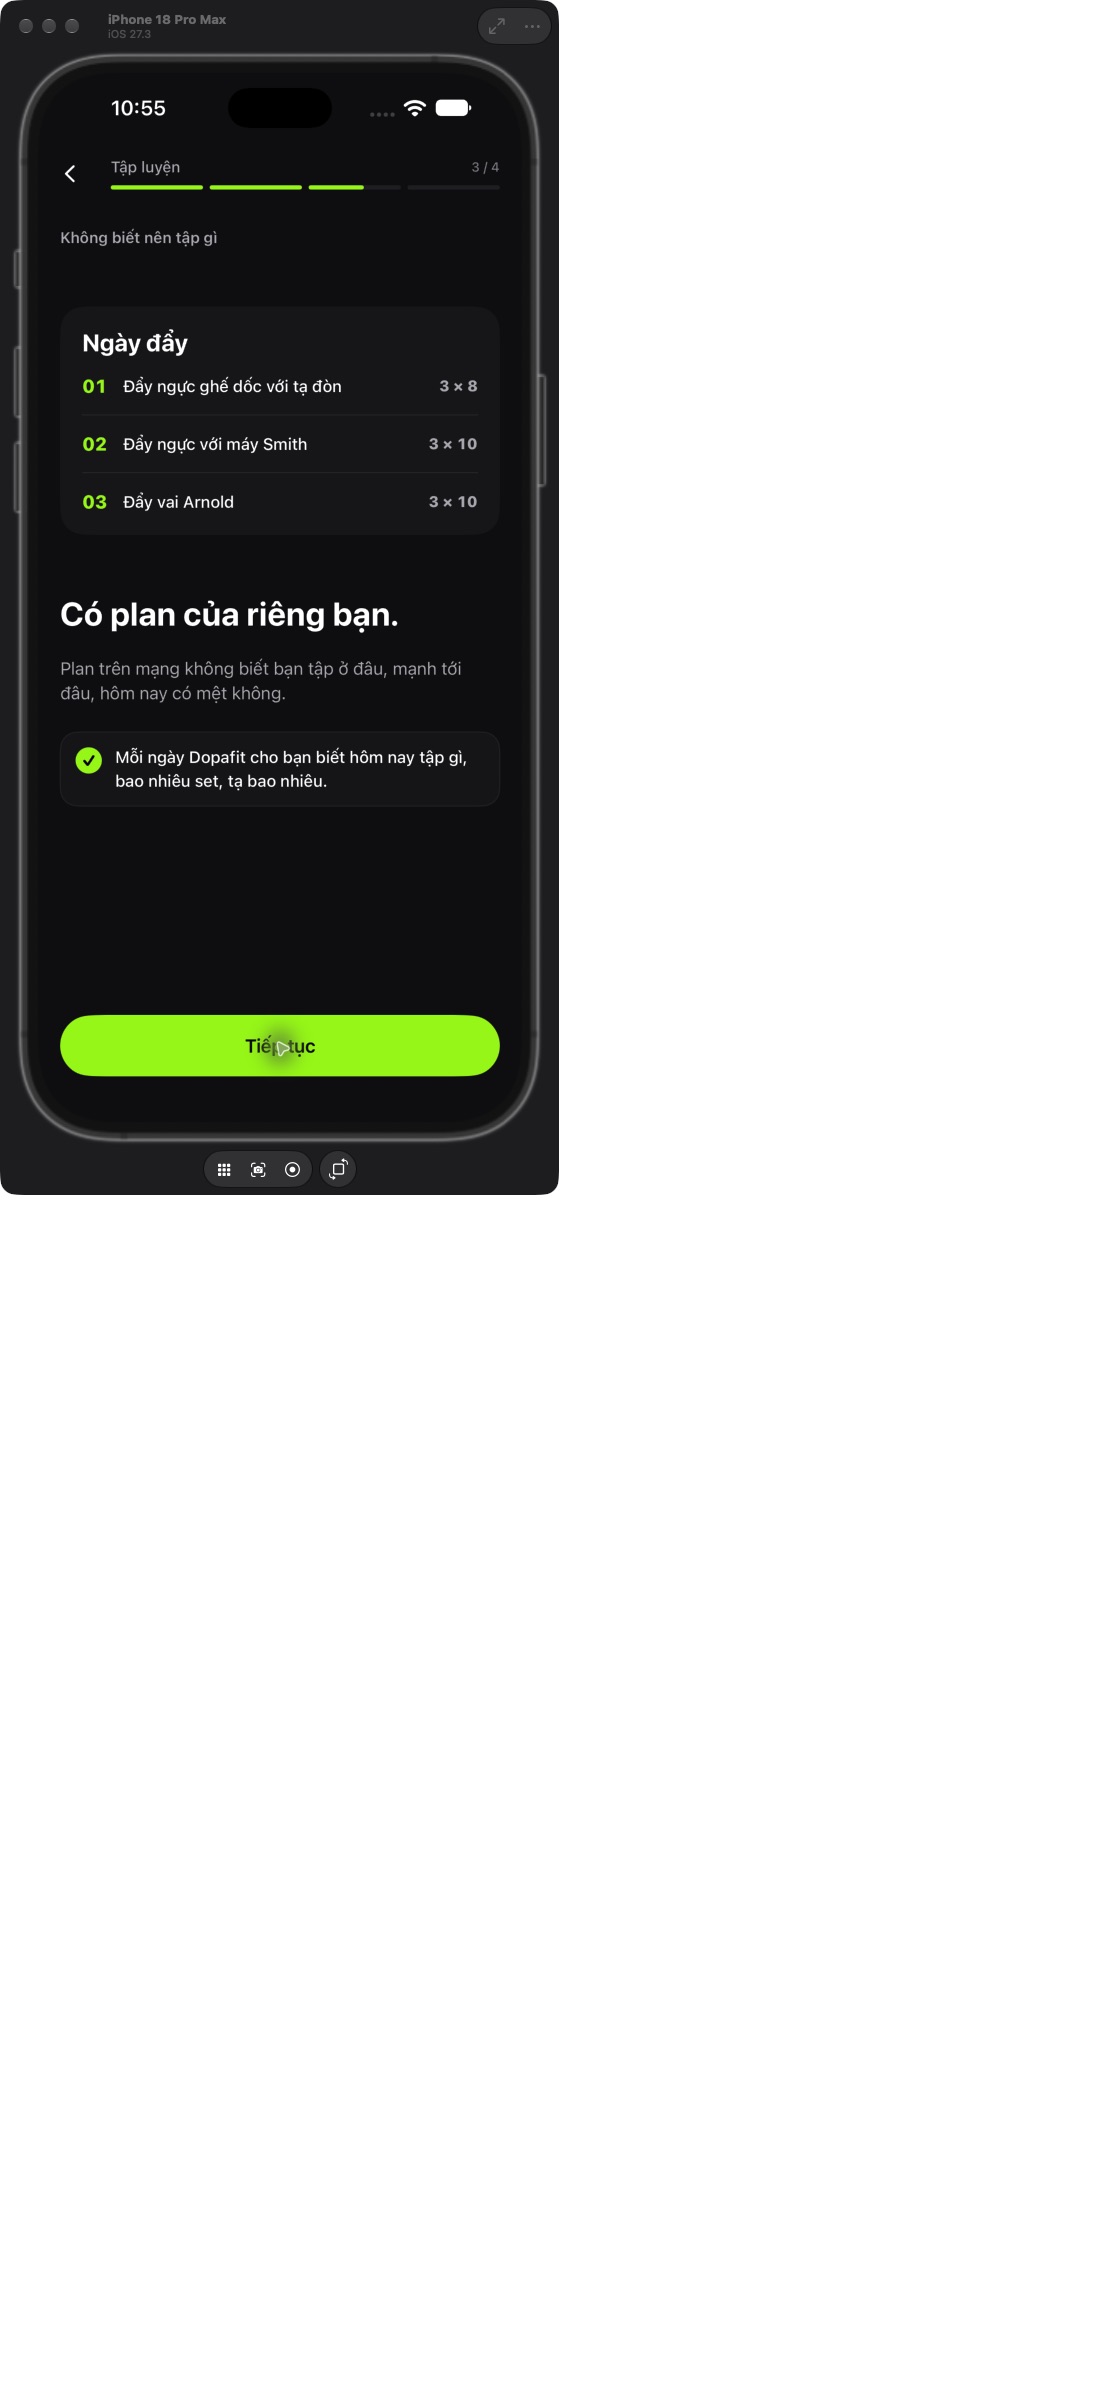 iPhone 18 Pro Max
iOS 27.3
10:55
Tập luyện
3 / 4
Không biết nên tập gì
Ngày đẩy
01 Đẩy ngực ghế dốc với tạ đòn 3 × 8
02 Đẩy ngực với máy Smith 3 × 10
03 Đẩy vai Arnold 3 × 10
Có plan của riêng bạn.
Plan trên mạng không biết bạn tập ở đâu, mạnh tới
đâu, hôm nay có mệt không.
Mỗi ngày Dopafit cho bạn biết hôm nay tập gì,
bao nhiêu set, tạ bao nhiêu.
Tiếp tục